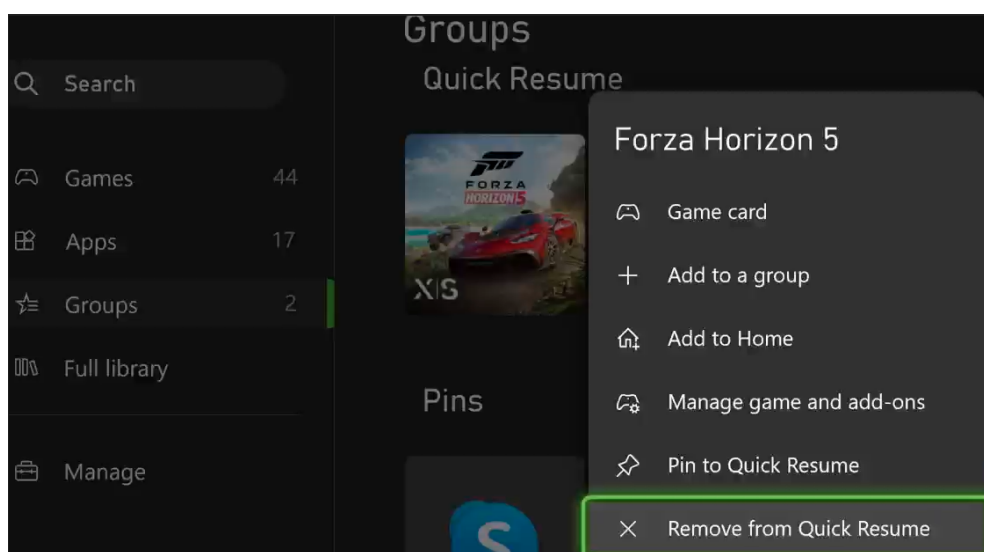 Groups
Quick Resume
Search
Games 44
Apps 17
Groups 2
Full library
Manage
FORZA
HORIZON 5
X|S
Pins
S
Forza Horizon 5
Game card
Add to a group
Add to Home
Manage game and add-ons
Pin to Quick Resume
Remove from Quick Resume